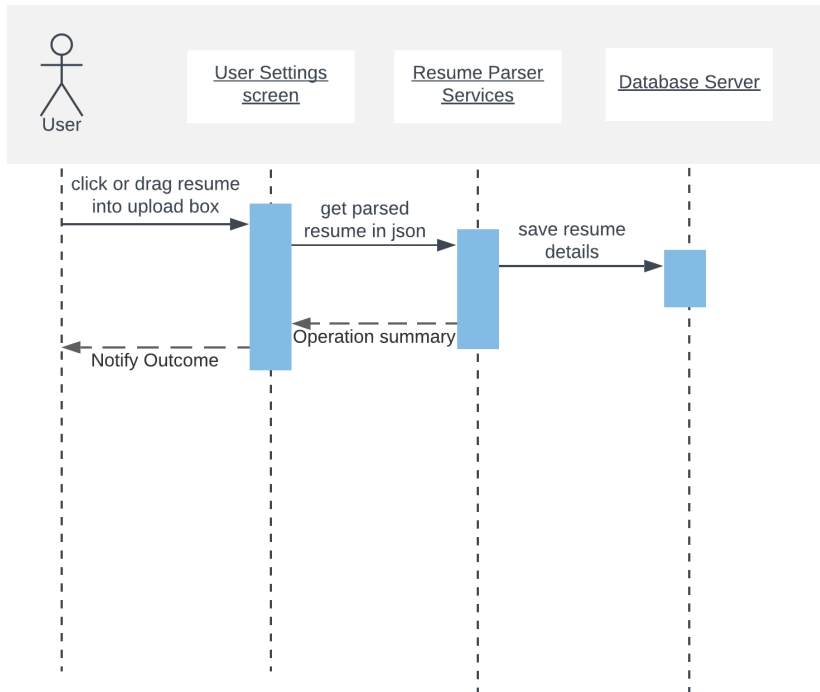 User
User Settings
screen
Resume Parser
Services
Database Server
click or drag resume
into upload box
get parsed
resume in json
save resume
details
Operation summary
Notify Outcome